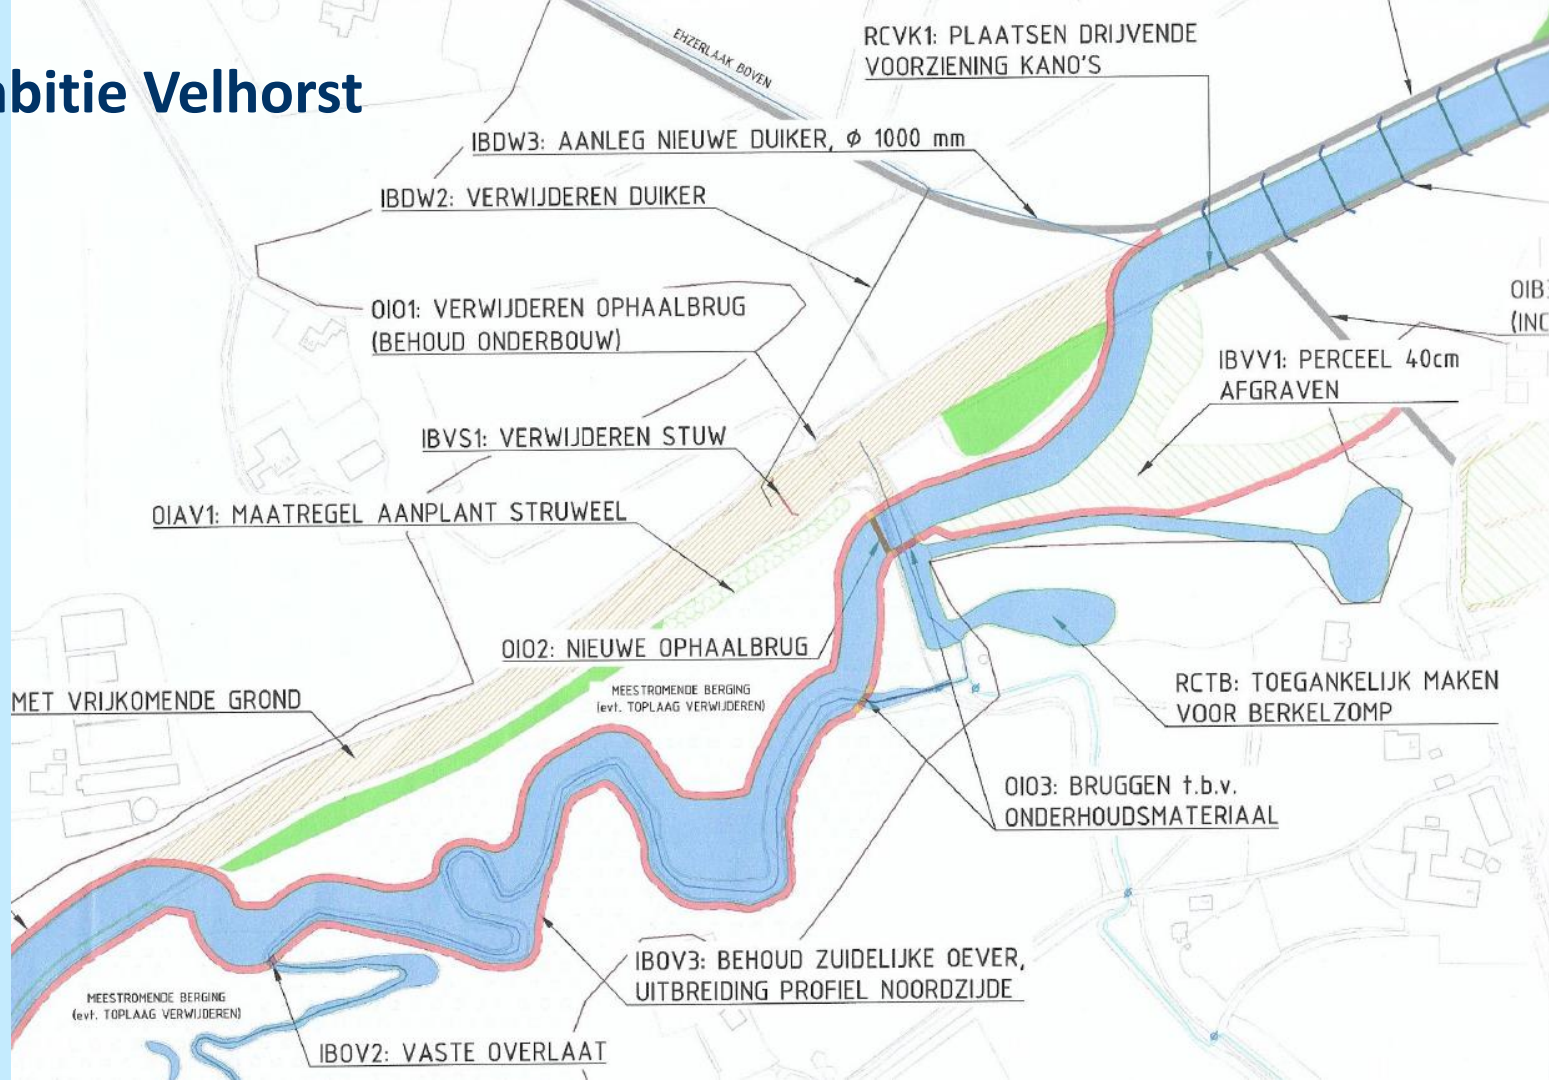 bitie Velhorst
EHZERLAAK BOVEN
RCVK1: PLAATSEN DRIJVENDE
VOORZIENING KANO'S
IBDW3: AANLEG NIEUWE DUIKER, Ø 1000 mm
IBDW2: VERWIJDEREN DUIKER
OIO1: VERWIJDEREN OPHAALBRUG
(BEHOUD ONDERBOUW)
OIB
(INC
IBVV1: PERCEEL 40cm
AFGRAVEN
IBVS1: VERWIJDEREN STUW
OIAV1: MAATREGEL AANPLANT STRUWEEL
OIO2: NIEUWE OPHAALBRUG
MET VRIJKOMENDE GROND
MEESTROMENDE BERGING
(evt. TOPLAAG VERWIJDEREN)
RCTB: TOEGANKELIJK MAKEN
VOOR BERKELZOMP
OIO3: BRUGGEN t.b.v.
ONDERHOUDSMATERIAAL
IBOV3: BEHOUD ZUIDELIJKE OEVER,
UITBREIDING PROFIEL NOORDZIJDE
MEESTROMENDE BERGING
(evt. TOPLAAG VERWIJDEREN)
IBOV2: VASTE OVERLAAT